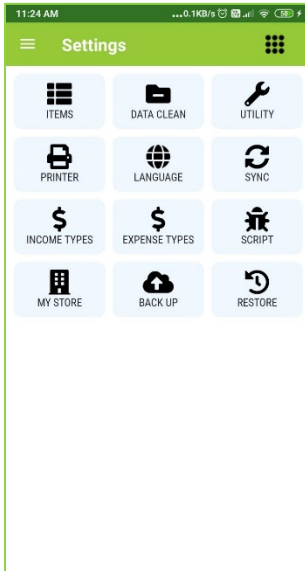 11:24 AM ...0.1KB/s 58
Settings
ITEMS DATA CLEAN UTILITY
PRINTER LANGUAGE SYNC
INCOME TYPES EXPENSE TYPES SCRIPT
MY STORE BACK UP RESTORE